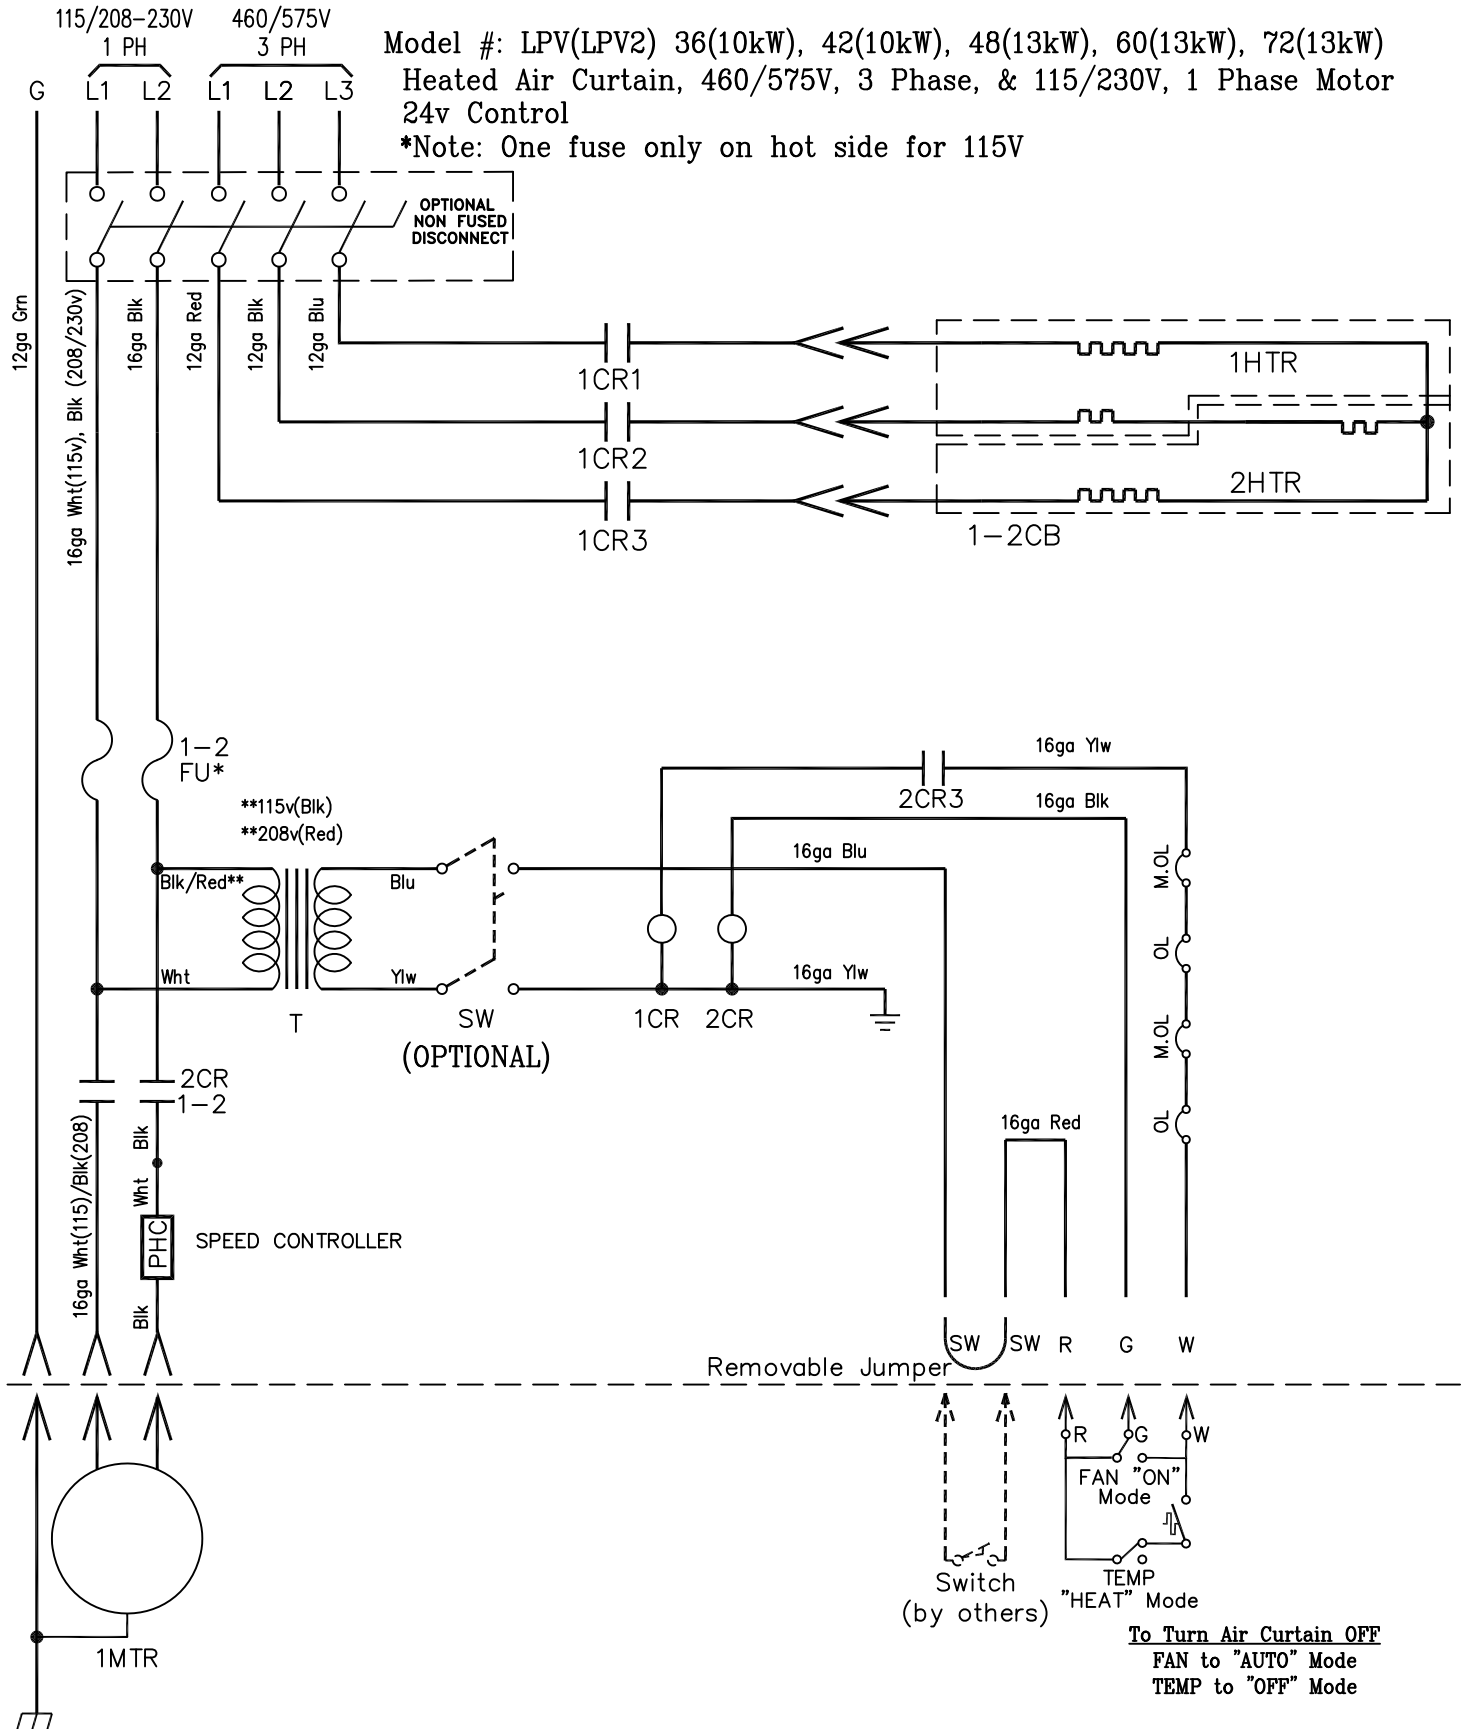 115/208-230V
1 PH
460/575V
3 PH
Model #: LPV(LPV2) 36(10kW), 42(10kW), 48(13kW), 60(13kW), 72(13kW)
Heated Air Curtain, 460/575V, 3 Phase, & 115/230V, 1 Phase Motor
24v Control
*Note: One fuse only on hot side for 115V
G L1 L2 L1 L2 L3
OPTIONAL
NON FUSED
DISCONNECT
12ga Grn
16ga Wht(115v), Blk (208/230v)
16ga Blk
12ga Red
12ga Blk
12ga Blu
1CR1
1HTR
1CR2
2HTR
1CR3
1-2CB
1-2
FU*
16ga Ylw
2CR3
16ga Blk
**115v(Blk)
**208v(Red)
16ga Blu
Blk/Red**
Blu
M.OL
OL
M.OL
OL
Wht
Ylw
16ga Ylw
T
SW
(OPTIONAL)
1CR
2CR
2CR
1-2
16ga Wht(115)/Blk(208)
Blk
Wht
PHC
SPEED CONTROLLER
Blk
16ga Red
SW SW R G W
Removable Jumper
R G W
FAN "ON"
Mode
TEMP
"HEAT" Mode
Switch
(by others)
1MTR
To Turn Air Curtain OFF
FAN to "AUTO" Mode
TEMP to "OFF" Mode